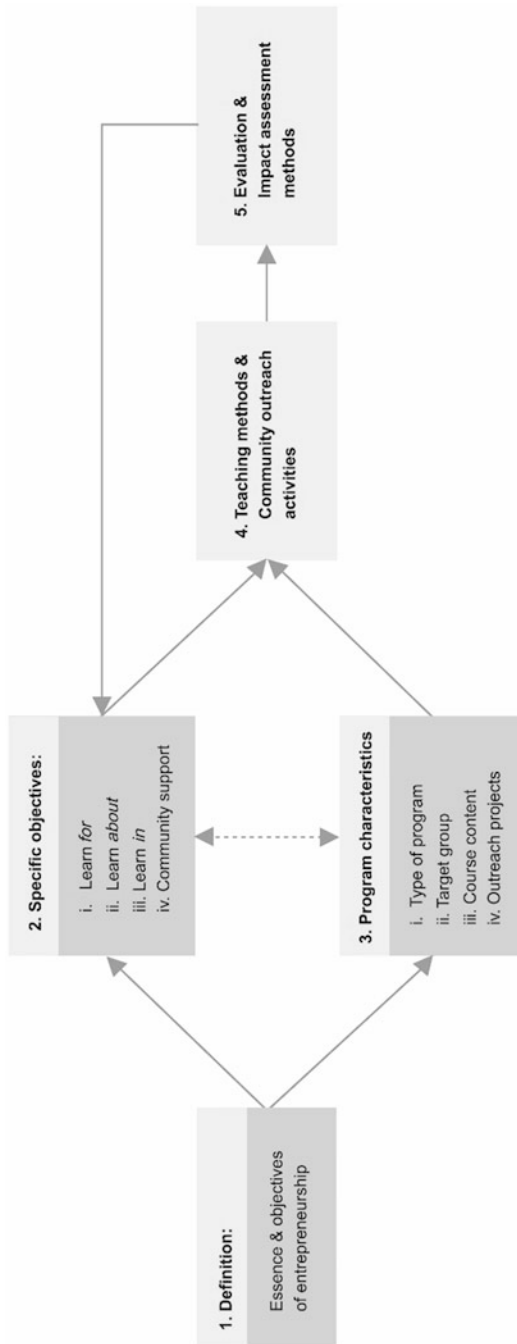 1. Definition:
Essence & objectives
of entrepreneurship
2. Specific objectives:
i. Learn for
ii. Learn about
iii. Learn in
iv. Community support
3. Program characteristics
i. Type of program
ii. Target group
iii. Course content
iv. Outreach projects
4. Teaching methods &
Community outreach
activities
5. Evaluation &
Impact assessment
methods